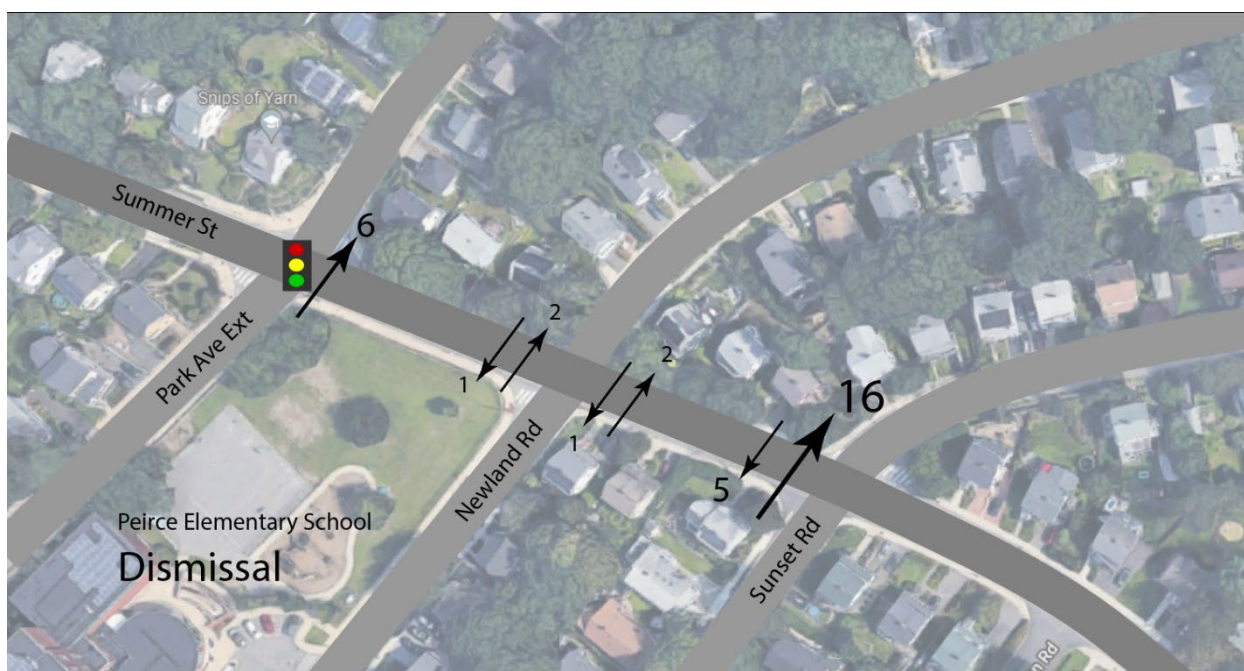 Snips of Yarn
Summer St
6
Park Ave Ext
2
1
Newland Rd
2
1
16
5
Sunset Rd
Peirce Elementary School
Dismissal
Rd